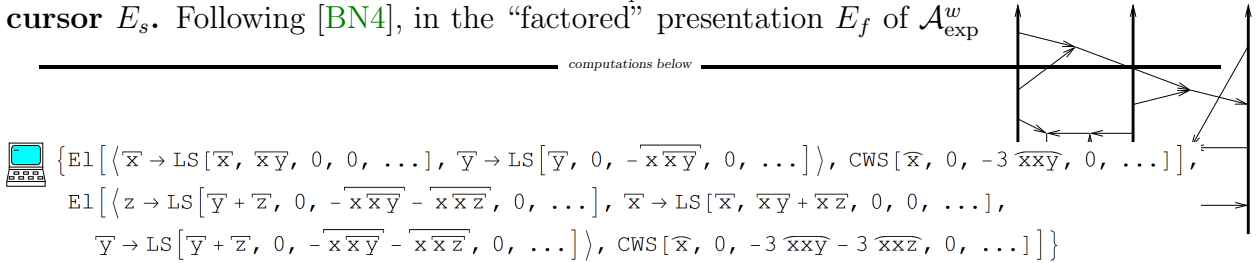 cursor E_s. Following [BN4], in the “factored” presentation E_f of 𝒜^w_exp
computations below
{El[⟨x̄ → LS[x̄, x̄ȳ, 0, 0, ...], ȳ → LS[ȳ, 0, -x̄x̄ȳ, 0, ...]⟩, CWS[x̂, 0, -3 x̂x̂ŷ, 0, ...]],
El[⟨z → LS[ȳ + z̄, 0, -x̄x̄ȳ - x̄x̄z̄, 0, ...], x̄ → LS[x̄, x̄ȳ + x̄z̄, 0, 0, ...],
ȳ → LS[ȳ + z̄, 0, -x̄x̄ȳ - x̄x̄z̄, 0, ...]⟩, CWS[x̂, 0, -3 x̂x̂ŷ - 3 x̂x̂ẑ, 0, ...]]}